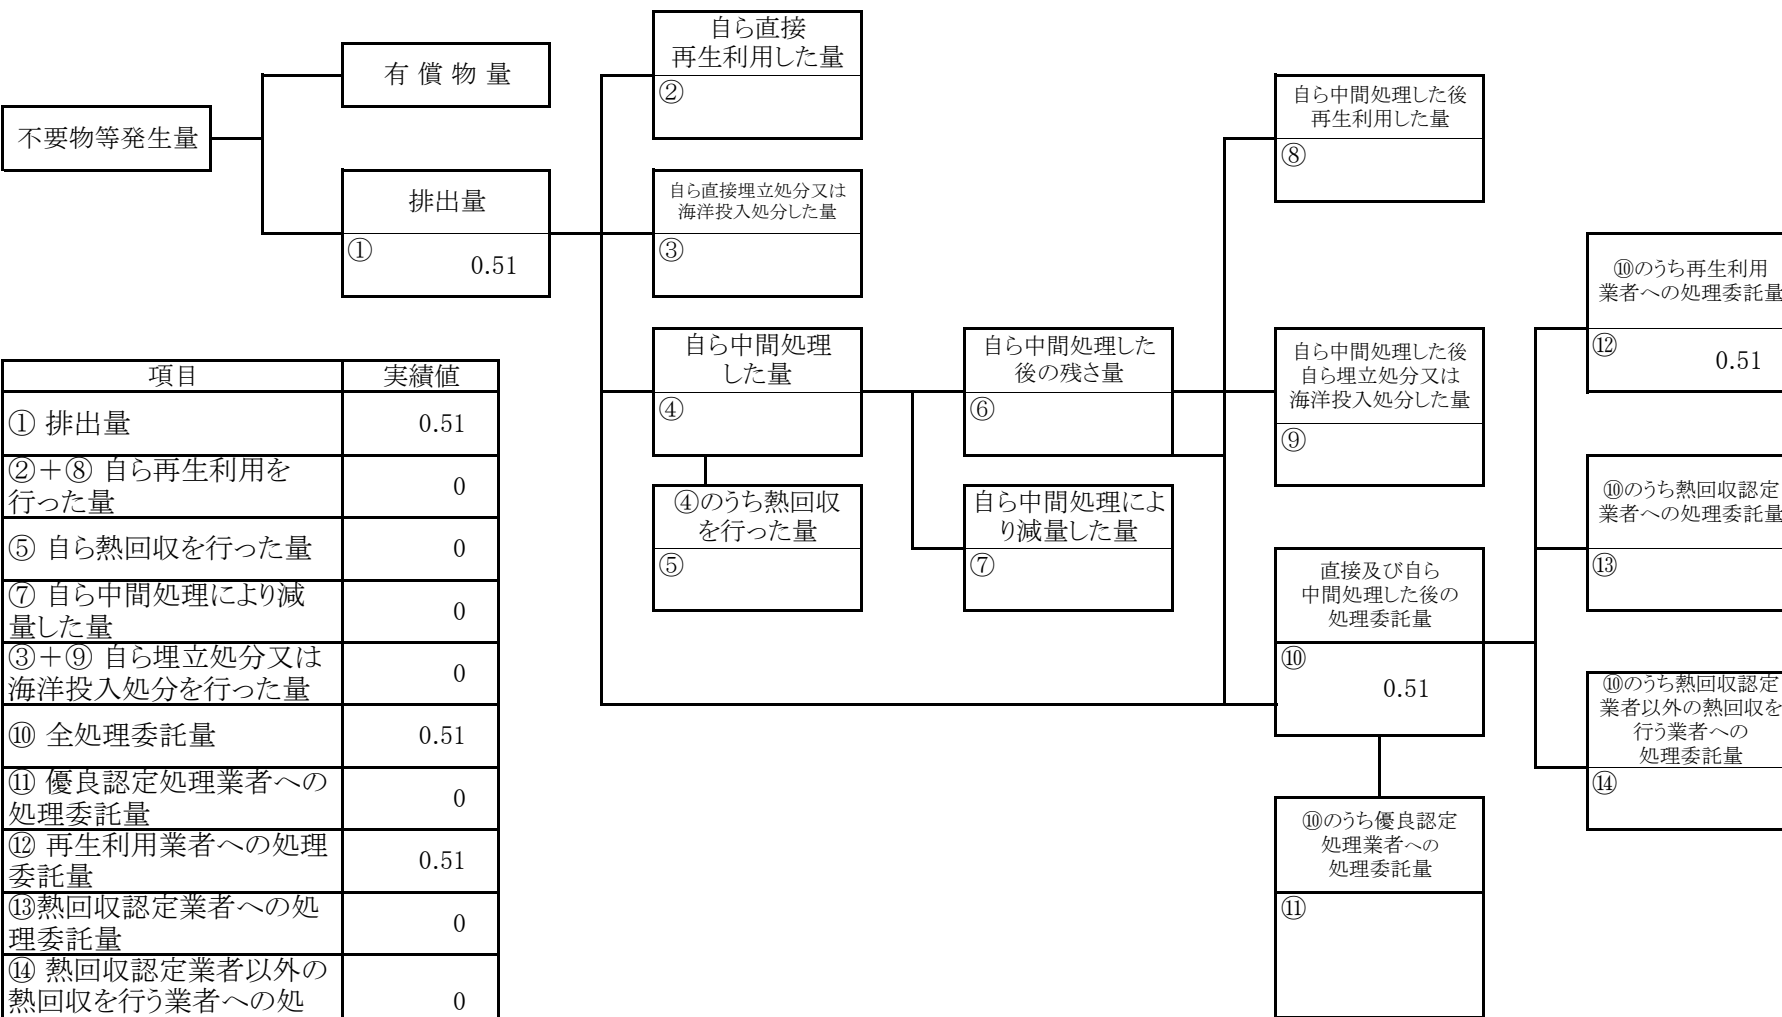 不要物等発生量
有 償 物 量
排出量
①
0.51
自ら直接
再生利用した量
②
自ら直接埋立処分又は
海洋投入処分した量
③
自ら中間処理
した量
④
④のうち熱回収
を行った量
⑤
自ら中間処理した
後の残さ量
⑥
自ら中間処理によ
り減量した量
⑦
自ら中間処理した後
再生利用した量
⑧
自ら中間処理した後
自ら埋立処分又は
海洋投入処分した量
⑨
直接及び自ら
中間処理した後の
処理委託量
⑩
0.51
⑩のうち優良認定
処理業者への
処理委託量
⑪
⑩のうち再生利用
業者への処理委託量
⑫
0.51
⑩のうち熱回収認定
業者への処理委託量
⑬
⑩のうち熱回収認定
業者以外の熱回収を
行う業者への
処理委託量
⑭
項目 実績値
① 排出量 0.51
②＋⑧ 自ら再生利用を
行った量 0
⑤ 自ら熱回収を行った量 0
⑦ 自ら中間処理により減
量した量 0
③＋⑨ 自ら埋立処分又は
海洋投入処分を行った量 0
⑩ 全処理委託量 0.51
⑪ 優良認定処理業者への
処理委託量 0
⑫ 再生利用業者への処理
委託量 0.51
⑬熱回収認定業者への処
理委託量 0
⑭ 熱回収認定業者以外の
熱回収を行う業者への処 0